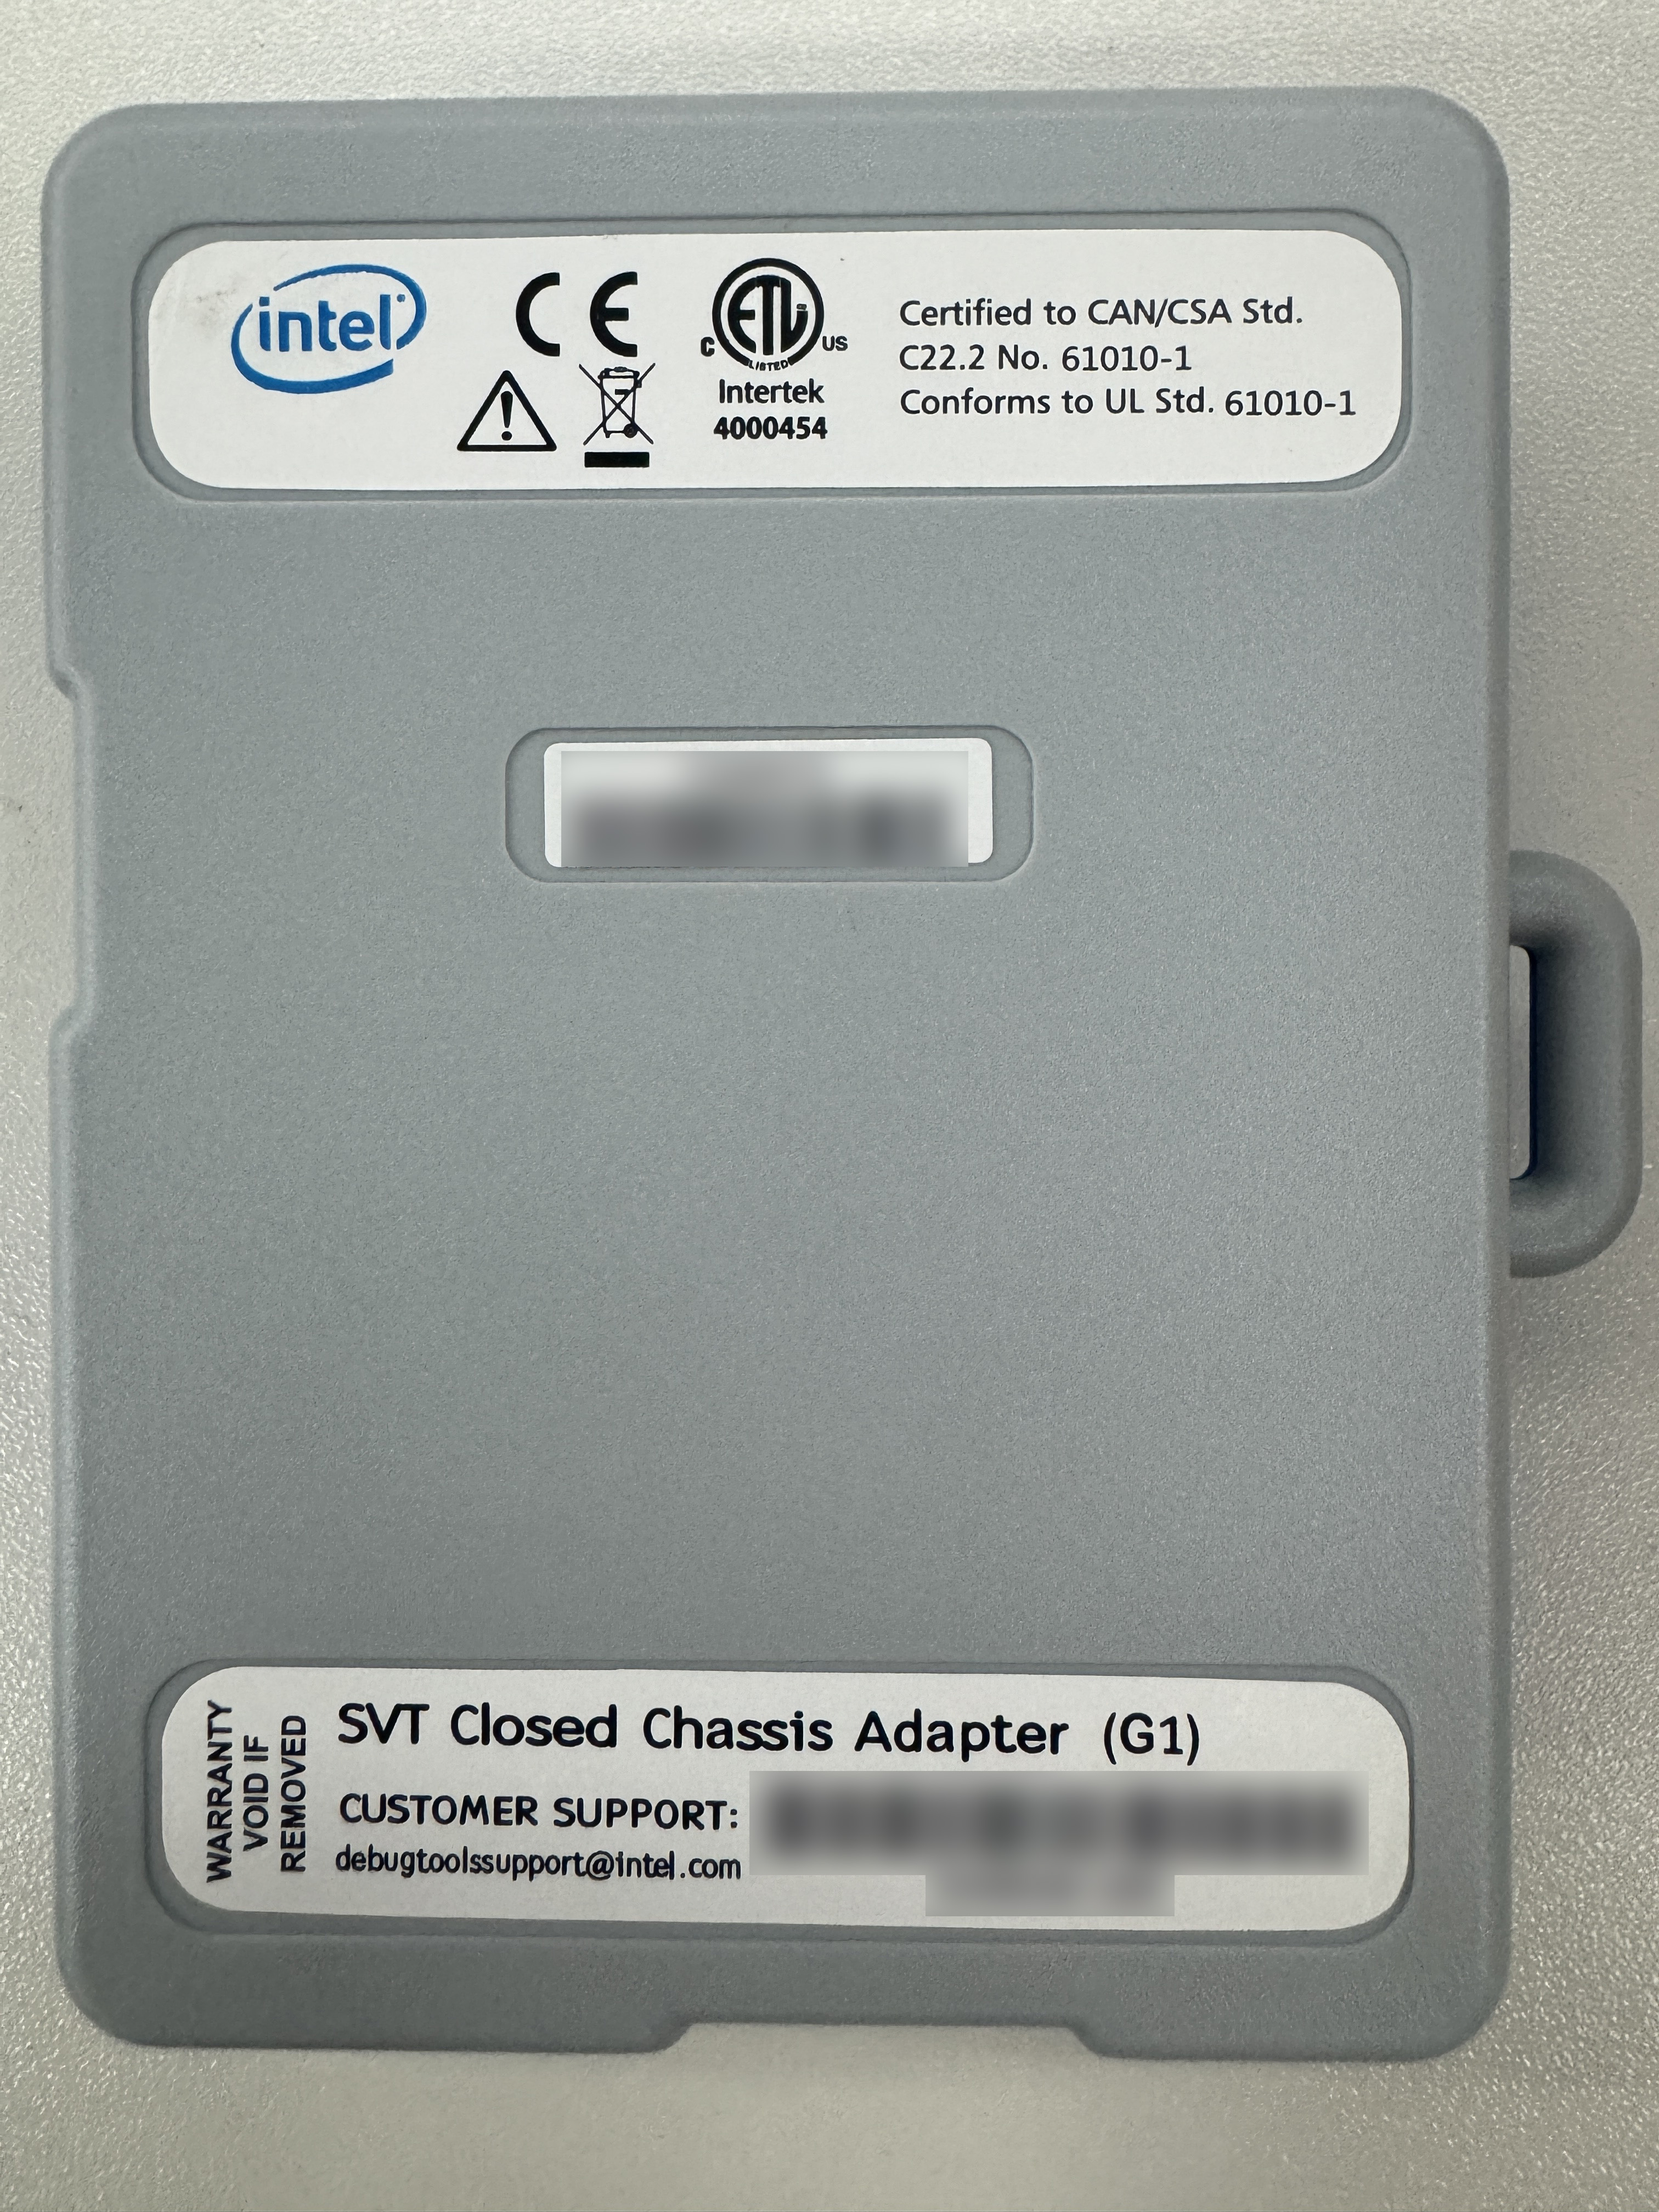 intel
CE
ETL
C US
LISTED
Intertek
4000454
Certified to CAN/CSA Std.
C22.2 No. 61010-1
Conforms to UL Std. 61010-1
WARRANTY
VOID IF
REMOVED
SVT Closed Chassis Adapter (G1)
CUSTOMER SUPPORT:
debugtoolssupport@intel.com